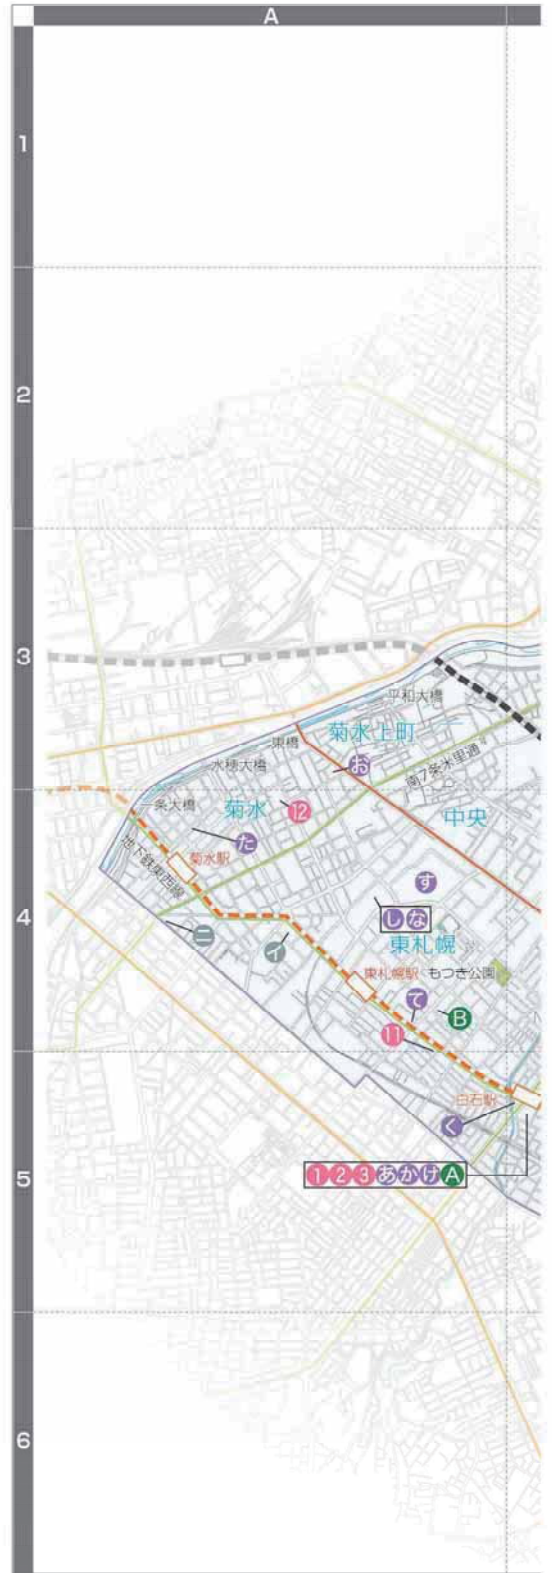 A
1
2
3
平和大橋
菊水上町
東橋
水穂大橋
お
南7条米里通
一条大橋
菊水
12
中央
た
地下鉄東西線
菊水駅
す
4
しな
ニ
イ
東札幌
東札幌駅
もつき公園
て
B
11
白石駅
く
5
1 2 3 あ か け A
6